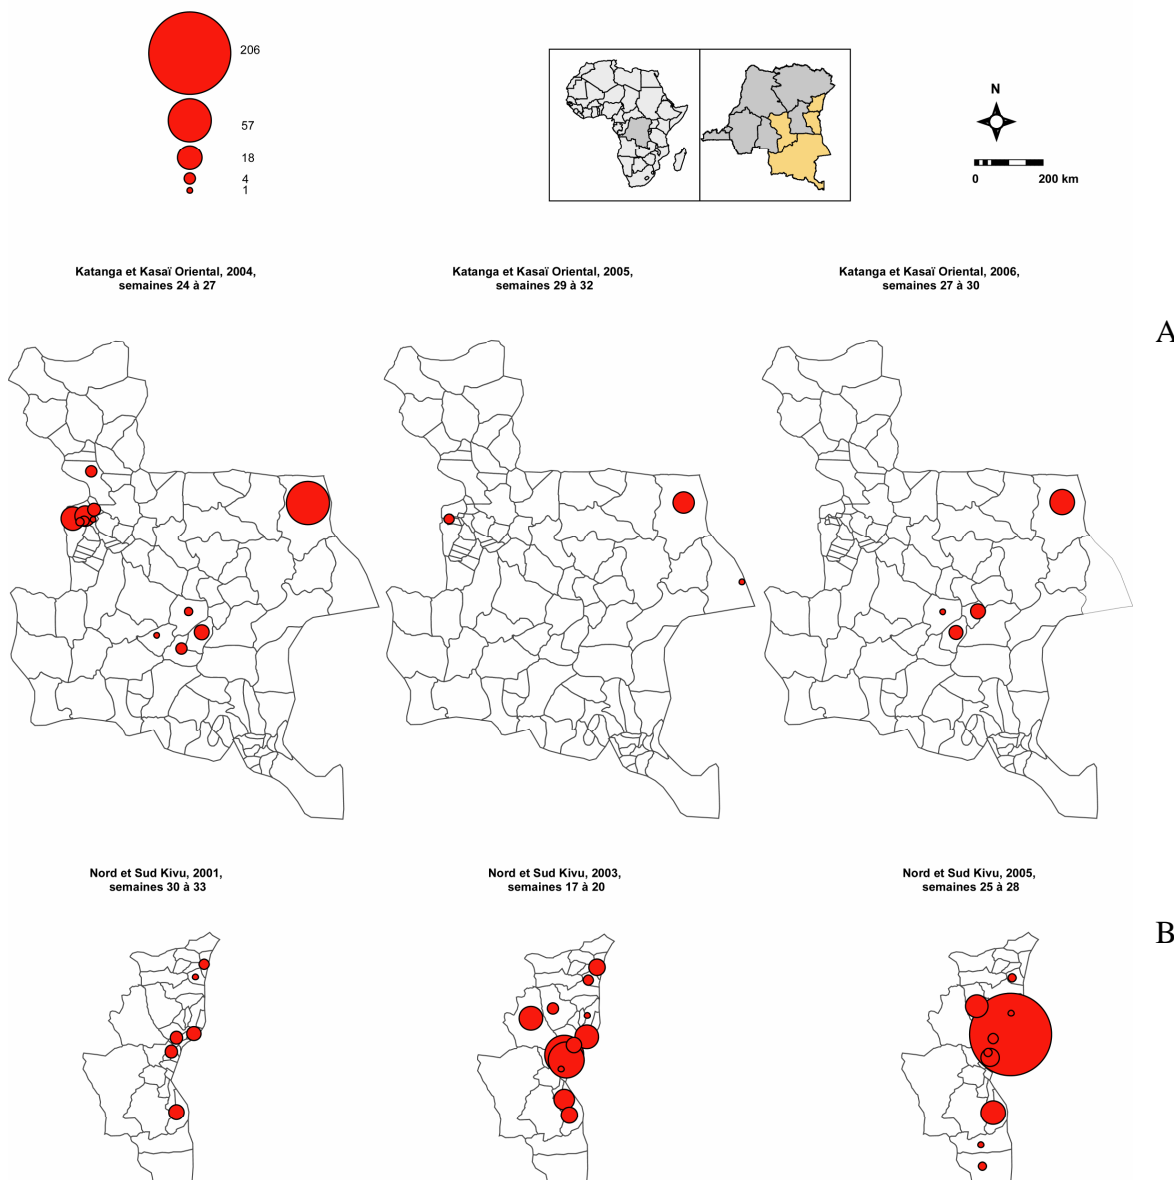 206
57
18
4
1
N
0 200 km
Katanga et Kasaï Oriental, 2004,
semaines 24 à 27
Katanga et Kasaï Oriental, 2005,
semaines 29 à 32
Katanga et Kasaï Oriental, 2006,
semaines 27 à 30
A
Nord et Sud Kivu, 2001,
semaines 30 à 33
Nord et Sud Kivu, 2003,
semaines 17 à 20
Nord et Sud Kivu, 2005,
semaines 25 à 28
B